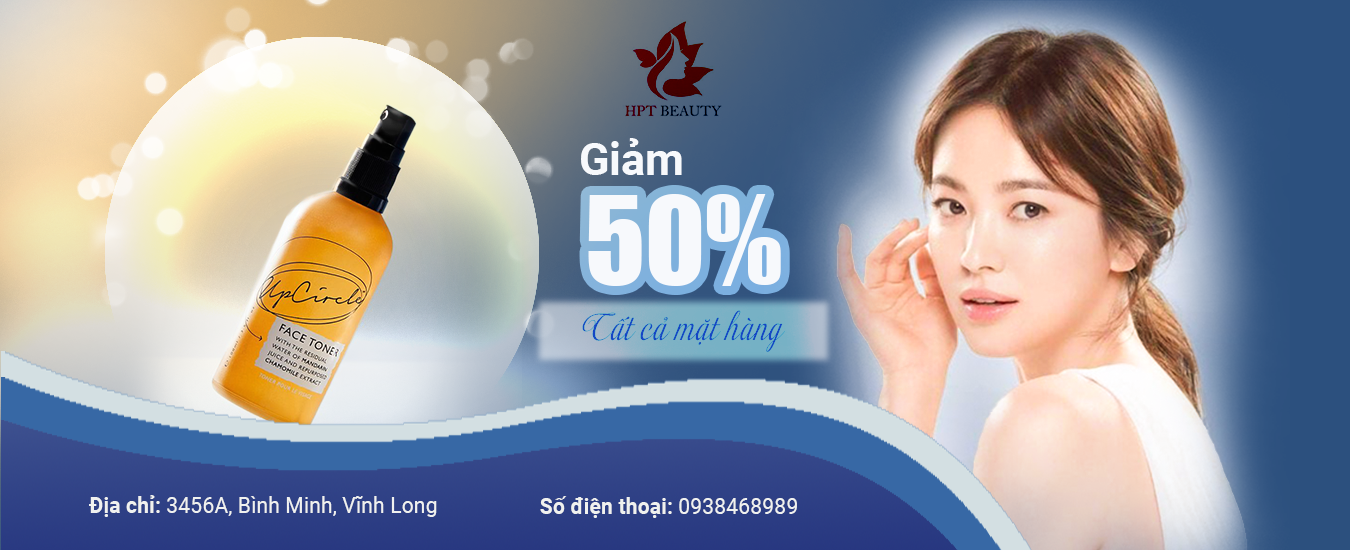 HPT BEAUTY
Giảm
50%
Tất cả mặt hàng
UpCircle
FACE TONER
WITH THE RESIDUAL
WATER OF MANDARIN
JUICE AND REPURPOSED
CHAMOMILE EXTRACT
Địa chỉ: 3456A, Bình Minh, Vĩnh Long
Số điện thoại: 0938468989